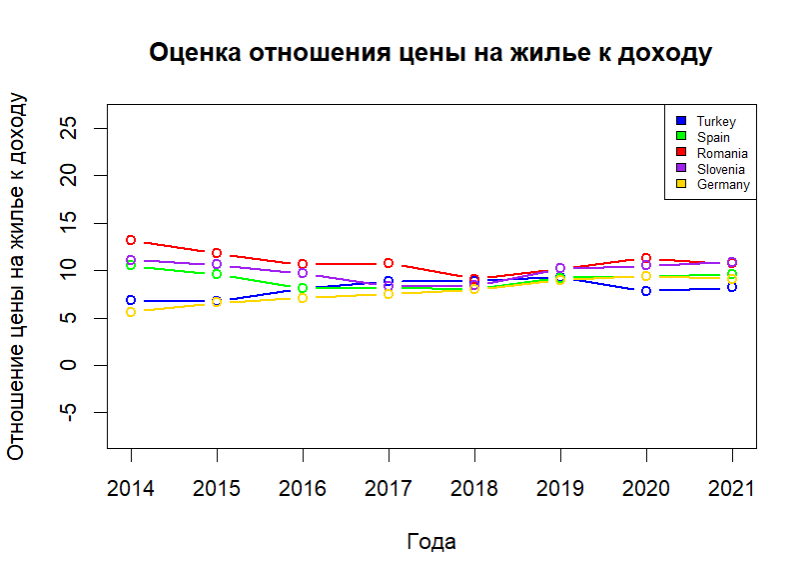 Оценка отношения цены на жилье к доходу
Отношение цены на жилье к доходу
25
20
15
10
5
0
-5
Turkey
Spain
Romania
Slovenia
Germany
2014 2015 2016 2017 2018 2019 2020 2021
Года